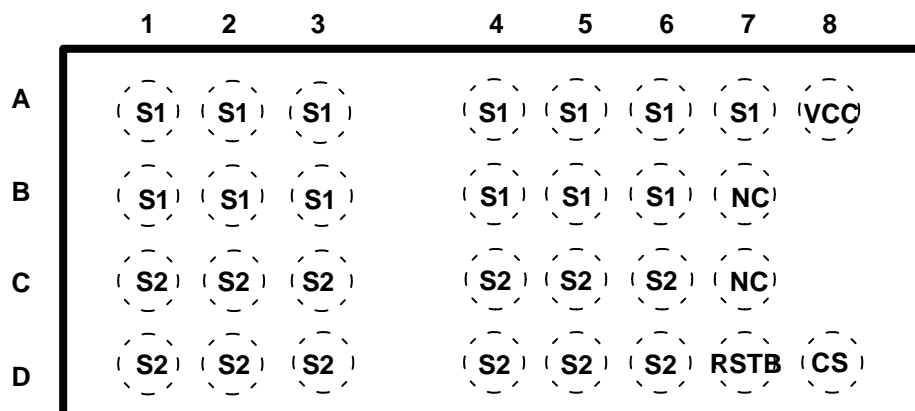 1 2 3 4 5 6 7 8
A S1 S1 S1 S1 S1 S1 S1 VCC
B S1 S1 S1 S1 S1 S1 NC
C S2 S2 S2 S2 S2 S2 NC
D S2 S2 S2 S2 S2 S2 RSTB CS